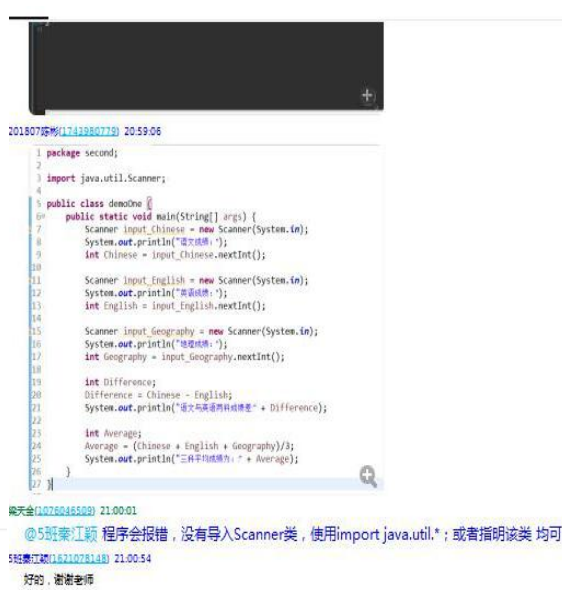 201807陈彬(1743980779) 20:59:06
1 package second;
2
3 import java.util.Scanner;
4
5 public class demoOne {
6 public static void main(String[] args) {
7 Scanner input_Chinese = new Scanner(System.in);
8 System.out.println("语文成绩：");
9 int Chinese = input_Chinese.nextInt();
10
11 Scanner input_English = new Scanner(System.in);
12 System.out.println("英语成绩：");
13 int English = input_English.nextInt();
14
15 Scanner input_Geography = new Scanner(System.in);
16 System.out.println("地理成绩：");
17 int Geography = input_Geography.nextInt();
18
19 int Difference;
20 Difference = Chinese - English;
21 System.out.println("语文与英语两科成绩差" + Difference);
22
23 int Average;
24 Average = (Chinese + English + Geography)/3;
25 System.out.println("三科平均成绩为：" + Average);
26 }
27 }
梁天全(1076046509) 21:00:01
@5班秦江颖 程序会报错，没有导入Scanner类，使用import java.util.*；或者指明该类 均可
5班秦江颖(1621078148) 21:00:54
好的，谢谢老师